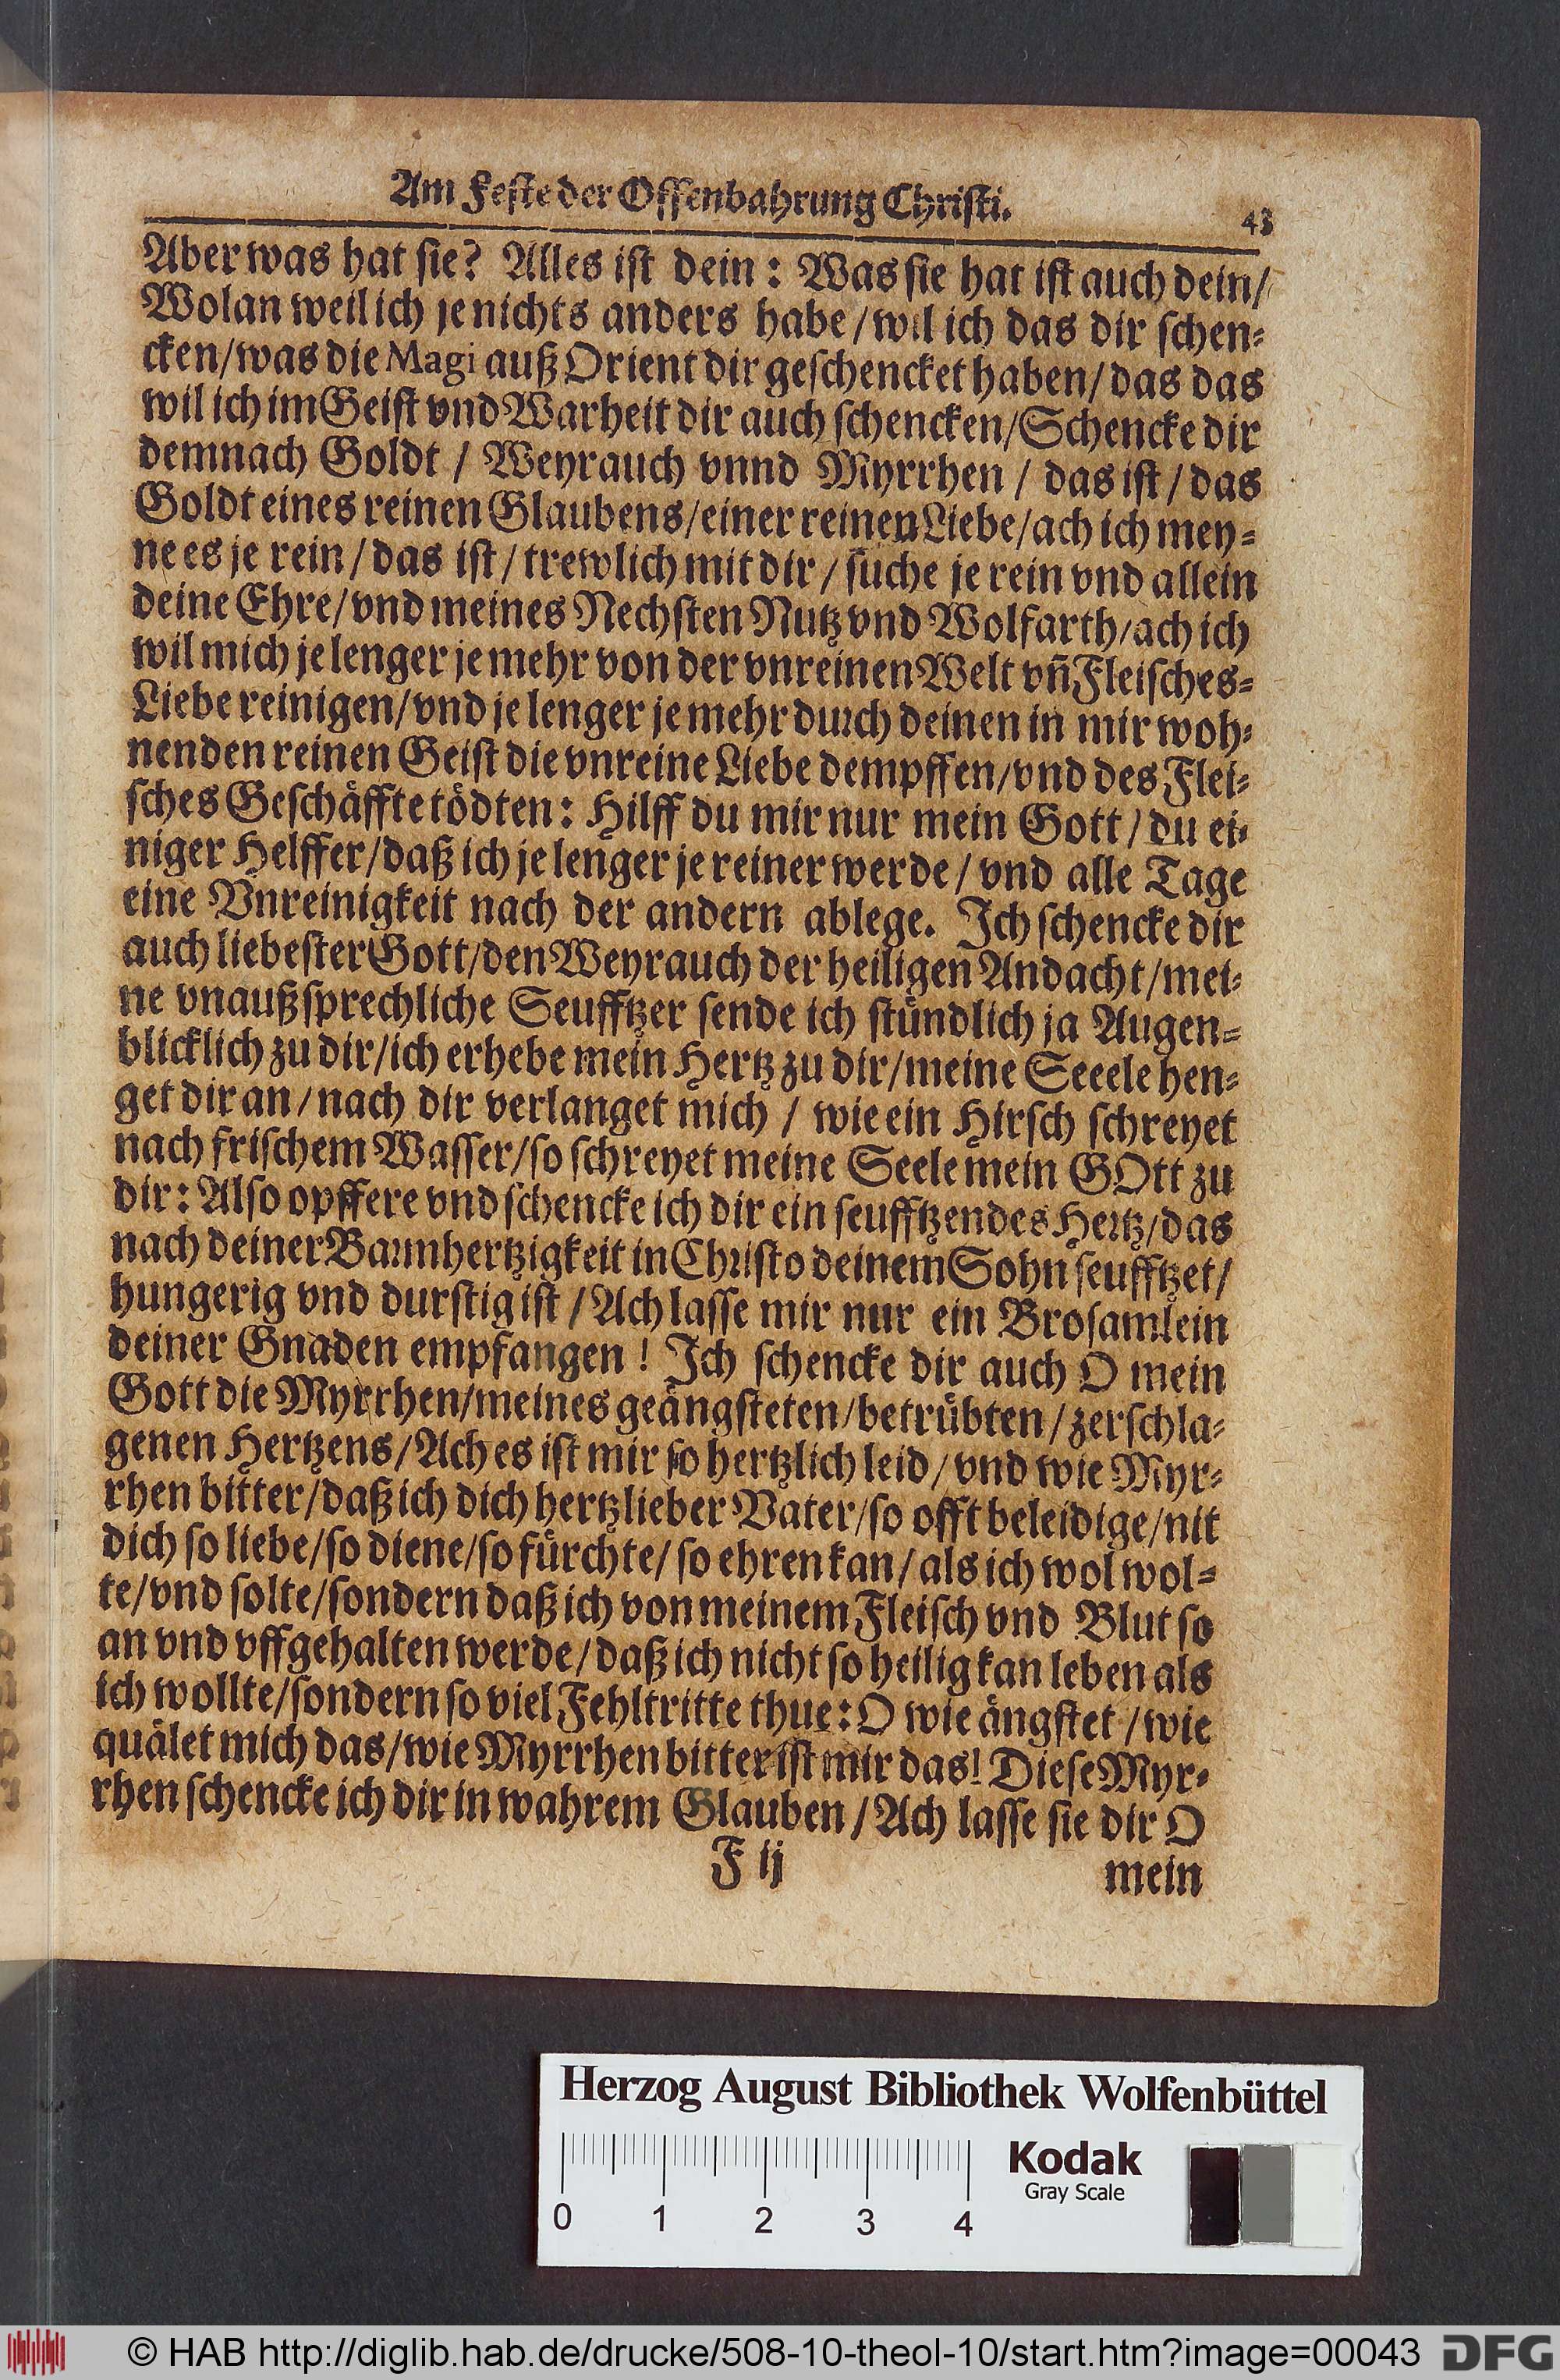 Am Feste der Offenbahrung Christi.
43
Aber was hat sie? Alles ist dein: Was sie hat ist auch dein/
Wolan weil ich je nichts anders habe/wil ich das dir schen-
cken/was die Magi auß Orient dir geschencket haben/das das
wil ich im Geist vnd Warheit dir auch schencken/Schencke dir
demnach Goldt / Weyrauch vnnd Myrrhen / das ist/das
Goldt eines reinen Glaubens/einer reinen Liebe/ach ich mey-
ne es je rein/das ist/trewlich mit dir/suche je rein vnd allein
deine Ehre/vnd meines Nechsten Nutz vnd Wolfarth/ach ich
wil mich je lenger je mehr von der vnreinen Welt vñ Fleisches-
Liebe reinigen/vnd je lenger je mehr durch deinen in mir woh-
nenden reinen Geist die vnreine Liebe dempffen/vnd des Flei-
sches Geschäffte tödten: Hilff du mir nur mein Gott/du ei-
niger Helffer/daß ich je lenger je reiner werde/vnd alle Tage
eine Vnreinigkeit nach der andern ablege. Ich schencke dir
auch liebester Gott/den Weyrauch der heiligen Andacht/mei-
ne vnaußsprechliche Seufftzer sende ich stündlich ja Augen-
blicklich zu dir/ich erhebe mein Hertz zu dir/meine Seeele hen-
get dir an/nach dir verlanget mich / wie ein Hirsch schreyet
nach frischem Wasser/so schreyet meine Seele mein GOtt zu
dir: Also opffere vnd schencke ich dir ein seufftzendes Hertz/das
nach deiner Barmhertzigkeit in Christo deinem Sohn seufftzet/
hungerig vnd durstig ist/Ach lasse mir nur ein Brosamlein
deiner Gnaden empfangen! Ich schencke dir auch O mein
Gott die Myrrhen/meines geängsteten/betrübten/zerschla-
genen Hertzens/Ach es ist mir so hertzlich leid/vnd wie Myr-
rhen bitter/daß ich dich hertzlieber Vater/so offt beleidige/nit
dich so liebe/so diene/so fürchte/so ehren kan/als ich wol wol-
te/vnd solte/sondern daß ich von meinem Fleisch vnd Blut so
an vnd vffgehalten werde/daß ich nicht so heilig kan leben als
ich wollte/sondern so viel Fehltritte thue: O wie ängstet/wie
quälet mich das/wie Myrrhen bitter ist mir das! Diese Myr-
rhen schencke ich dir in wahrem Glauben/Ach lasse sie dir O
F ij
mein
Herzog August Bibliothek Wolfenbüttel
Kodak
Gray Scale
0 1 2 3 4
© HAB http://diglib.hab.de/drucke/508-10-theol-10/start.htm?image=00043
DFG